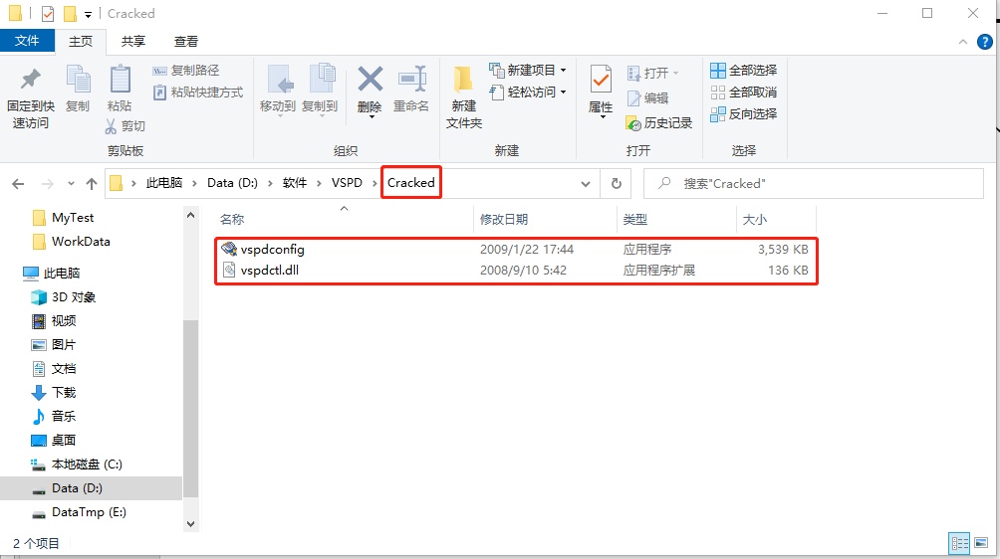 Cracked
文件 主页 共享 查看
固定到快速访问
复制
粘贴
复制路径
粘贴快捷方式
剪切
剪贴板
移动到
复制到
删除
重命名
组织
新建文件夹
新建项目
轻松访问
新建
属性
打开
编辑
历史记录
打开
全部选择
全部取消
反向选择
选择
此电脑 > Data (D:) > 软件 > VSPD > Cracked
搜索"Cracked"
MyTest
WorkData
此电脑
3D 对象
视频
图片
文档
下载
音乐
桌面
本地磁盘 (C:)
Data (D:)
DataTmp (E:)
名称 修改日期 类型 大小
vspdconfig 2009/1/22 17:44 应用程序 3,539 KB
vspdctl.dll 2008/9/10 5:42 应用程序扩展 136 KB
2 个项目